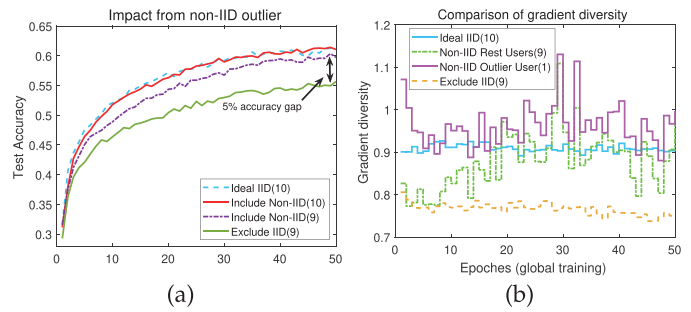 Impact from non-IID outlier
0.65
0.6
0.55
0.5
0.45
0.4
0.35
0.3
Test Accuracy
5% accuracy gap
Ideal IID(10)
Include Non-IID(10)
Include Non-IID(9)
Exclude IID(9)
0 10 20 30 40 50
(a)
Comparison of gradient diversity
1.2
1.1
1
0.9
0.8
0.7
Gradient diversity
Ideal IID(10)
Non-IID Rest Users(9)
Non-IID Outlier User(1)
Exclude IID(9)
0 10 20 30 40 50
Epoches (global training)
(b)